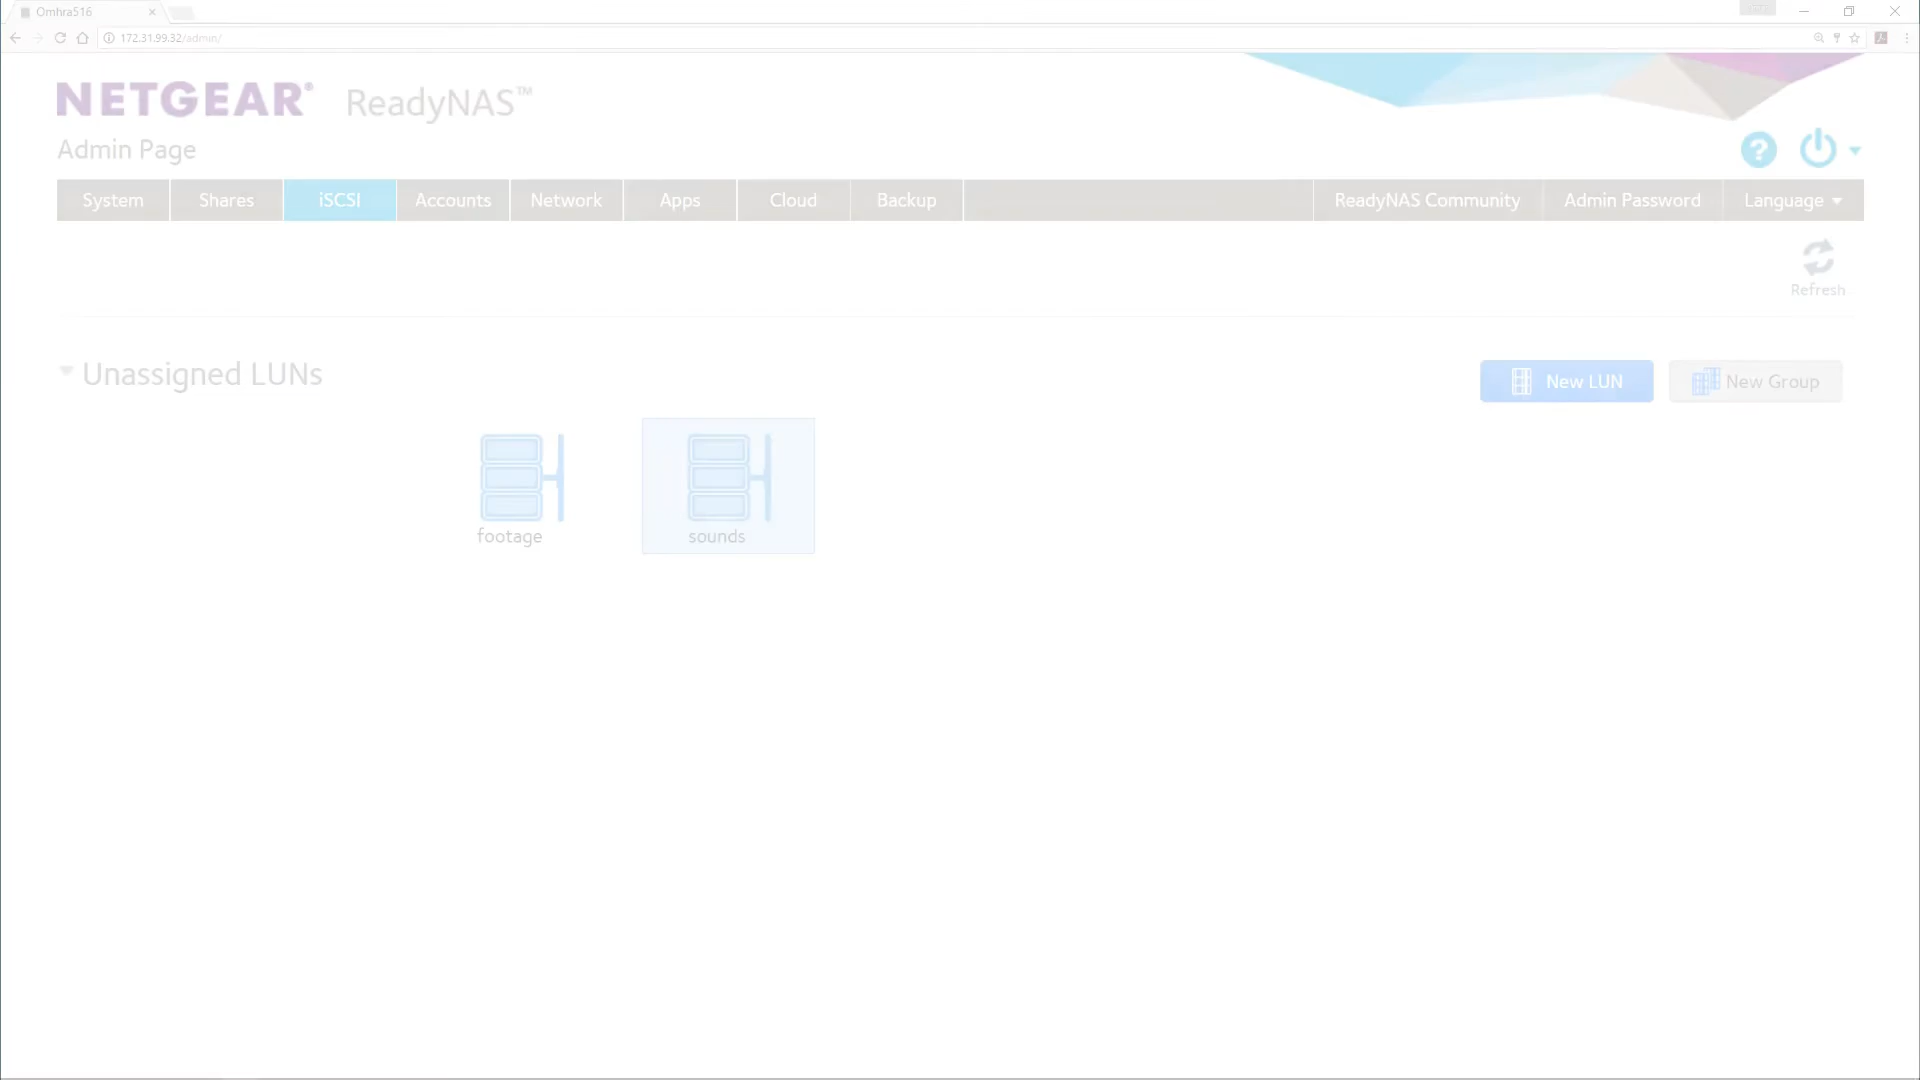 Omhra516
172.31.99.32/admin/
NETGEAR® ReadyNAS™
Admin Page
System Shares iSCSI Accounts Network Apps Cloud Backup ReadyNAS Community Admin Password Language
Refresh
Unassigned LUNs
New LUN New Group
footage sounds